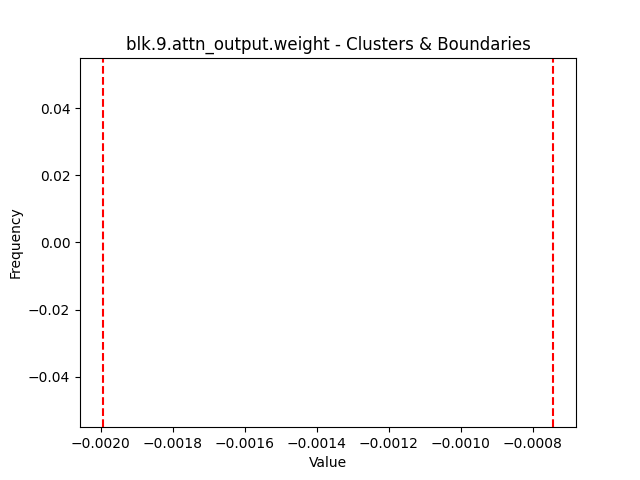 blk.9.attn_output.weight - Clusters & Boundaries
0.04
0.02
0.00
−0.02
−0.04
Frequency
−0.0020 −0.0018 −0.0016 −0.0014 −0.0012 −0.0010 −0.0008
Value